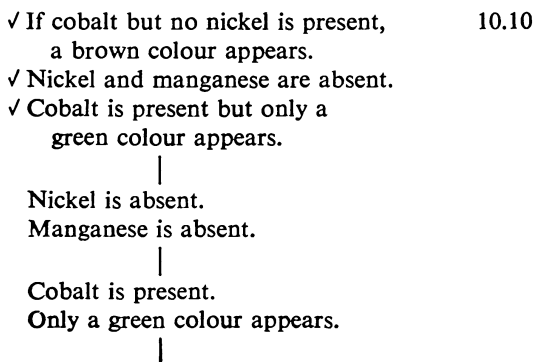 √ If cobalt but no nickel is present, 10.10
a brown colour appears.
√ Nickel and manganese are absent.
√ Cobalt is present but only a
green colour appears.
Nickel is absent.
Manganese is absent.
Cobalt is present.
Only a green colour appears.